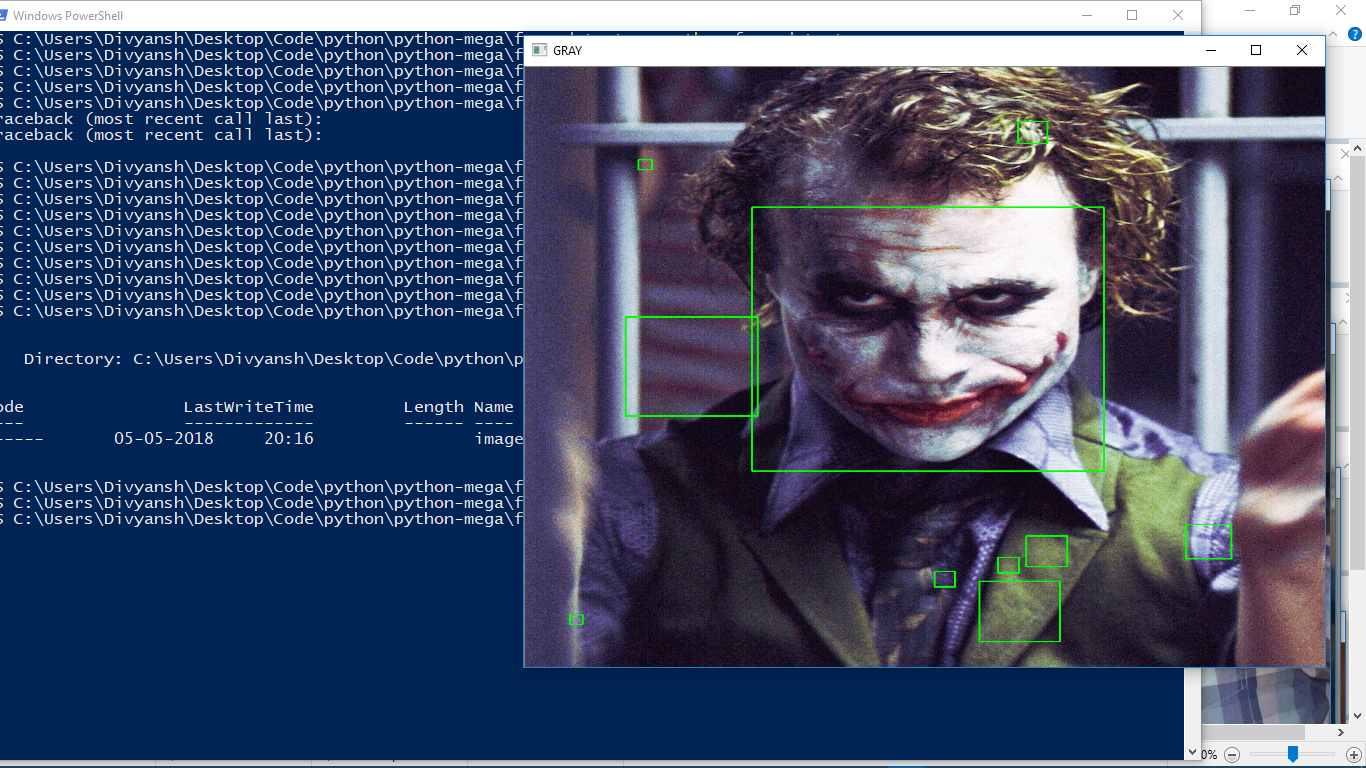 Windows PowerShell
S C:\Users\Divyansh\Desktop\Code\python\python-mega\f
S C:\Users\Divyansh\Desktop\Code\python\python-mega\f
S C:\Users\Divyansh\Desktop\Code\python\python-mega\f
S C:\Users\Divyansh\Desktop\Code\python\python-mega\f
S C:\Users\Divyansh\Desktop\Code\python\python-mega\f
raceback (most recent call last):
raceback (most recent call last):
S C:\Users\Divyansh\Desktop\Code\python\python-mega\f
S C:\Users\Divyansh\Desktop\Code\python\python-mega\f
S C:\Users\Divyansh\Desktop\Code\python\python-mega\f
S C:\Users\Divyansh\Desktop\Code\python\python-mega\f
S C:\Users\Divyansh\Desktop\Code\python\python-mega\f
S C:\Users\Divyansh\Desktop\Code\python\python-mega\f
S C:\Users\Divyansh\Desktop\Code\python\python-mega\f
S C:\Users\Divyansh\Desktop\Code\python\python-mega\f
S C:\Users\Divyansh\Desktop\Code\python\python-mega\f
S C:\Users\Divyansh\Desktop\Code\python\python-mega\f
Directory: C:\Users\Divyansh\Desktop\Code\python\p
ode LastWriteTime Length Name
---- ------------- ------ ----
----- 05-05-2018 20:16 image
S C:\Users\Divyansh\Desktop\Code\python\python-mega\f
S C:\Users\Divyansh\Desktop\Code\python\python-mega\f
S C:\Users\Divyansh\Desktop\Code\python\python-mega\f
GRAY
0%